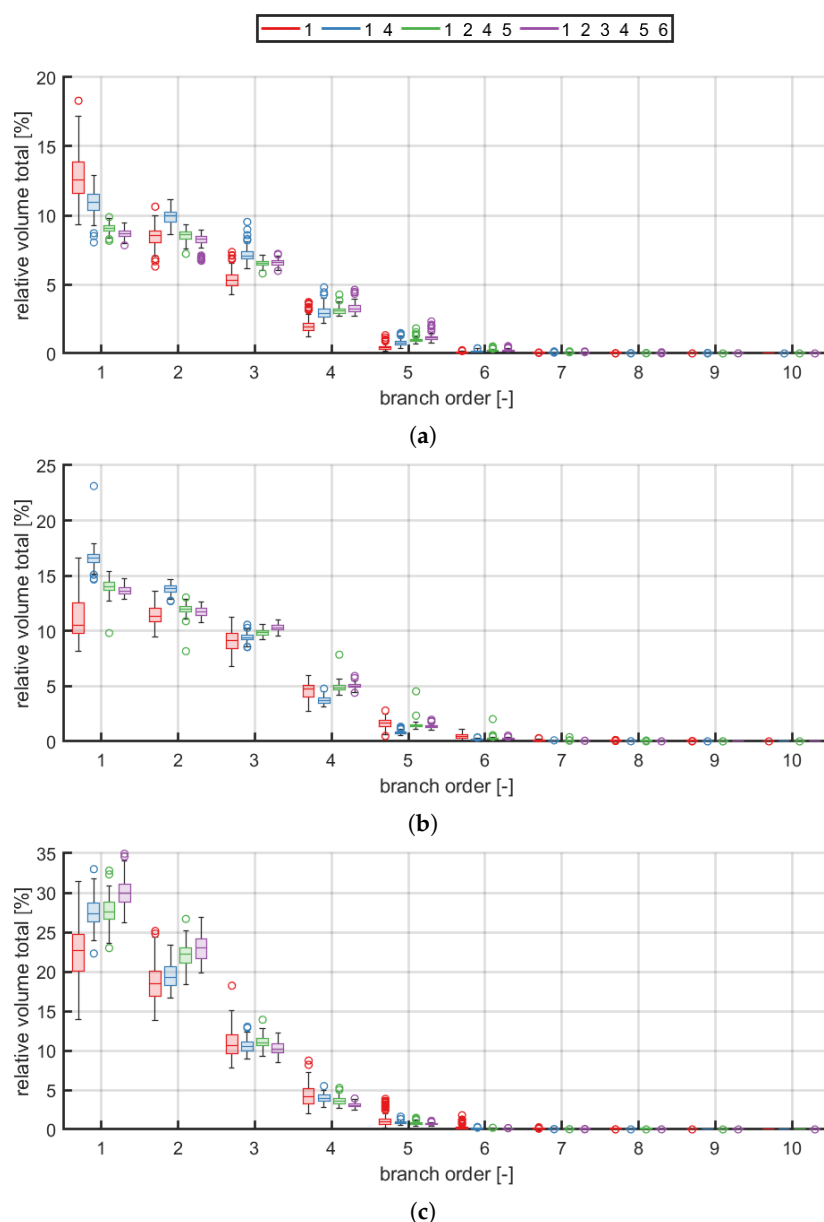 1 1 4 1 2 4 5 1 2 3 4 5 6
20
15
10
5
0
relative volume total [%]
1 2 3 4 5 6 7 8 9 10
branch order [-]
(a)
25
20
15
10
5
0
relative volume total [%]
1 2 3 4 5 6 7 8 9 10
branch order [-]
(b)
35
30
25
20
15
10
5
0
relative volume total [%]
1 2 3 4 5 6 7 8 9 10
branch order [-]
(c)